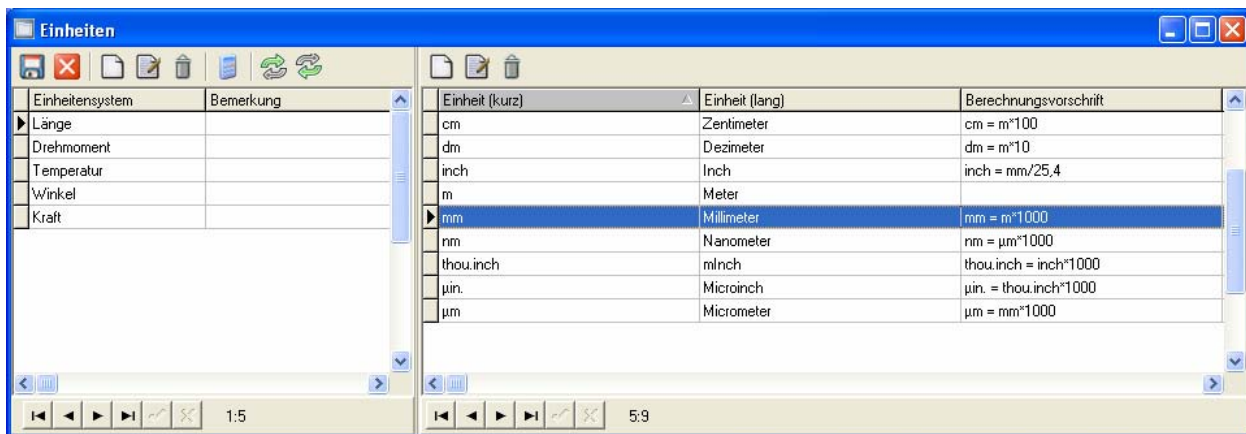 Einheiten
Einheitensystem Bemerkung
Länge
Drehmoment
Temperatur
Winkel
Kraft
1:5
Einheit (kurz) Einheit (lang) Berechnungsvorschrift
cm Zentimeter cm = m*100
dm Dezimeter dm = m*10
inch Inch inch = mm/25,4
m Meter
mm Millimeter mm = m*1000
nm Nanometer nm = µm*1000
thou.inch mInch thou.inch = inch*1000
µin. Microinch µin. = thou.inch*1000
µm Micrometer µm = mm*1000
5:9